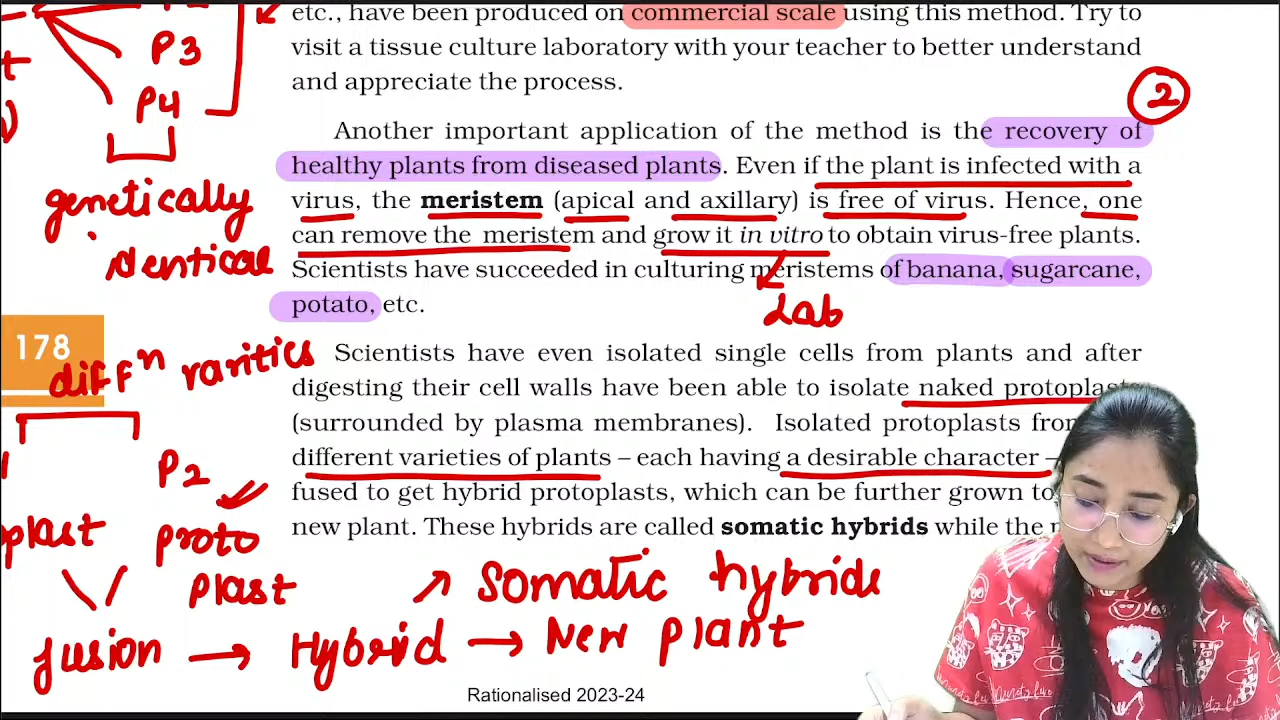 etc., have been produced on commercial scale using this method. Try to
visit a tissue culture laboratory with your teacher to better understand
and appreciate the process.
P3
P4
2
Another important application of the method is the recovery of
healthy plants from diseased plants. Even if the plant is infected with a
virus, the meristem (apical and axillary) is free of virus. Hence, one
can remove the meristem and grow it in vitro to obtain virus-free plants.
Scientists have succeeded in culturing meristems of banana, sugarcane,
potato, etc.
genetically
identical
Lab
178
Scientists have even isolated single cells from plants and after
digesting their cell walls have been able to isolate naked
(surrounded by plasma membranes). Isolated protoplasts
different varieties of plants – each having a desirable character –
fused to get hybrid protoplasts, which can be further grown to
new plant. These hybrids are called somatic hybrids while the
diffn rarities
P2
plast proto
plast
fusion → Hybrid → New plant
somatic hybride
Rationalised 2023-24